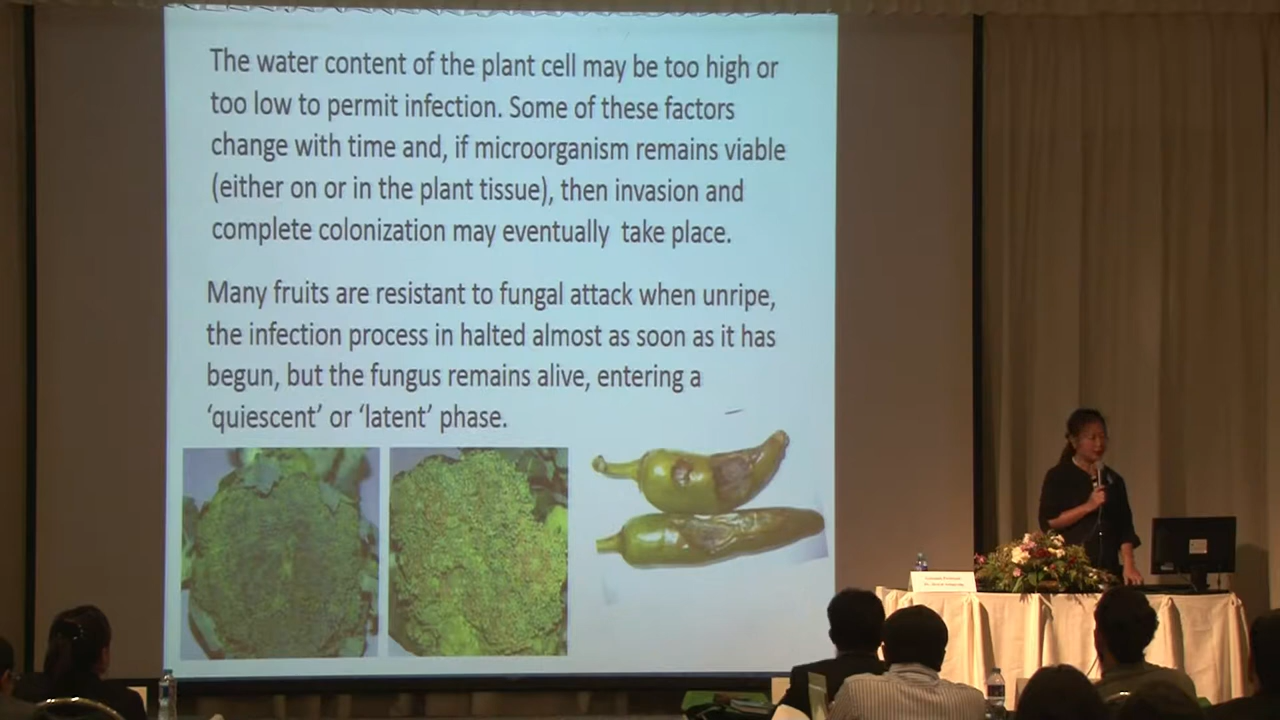 The water content of the plant cell may be too high or
too low to permit infection. Some of these factors
change with time and, if microorganism remains viable
(either on or in the plant tissue), then invasion and
complete colonization may eventually  take place.
Many fruits are resistant to fungal attack when unripe,
the infection process in halted almost as soon as it has
begun, but the fungus remains alive, entering a
‘quiescent’ or ‘latent’ phase.